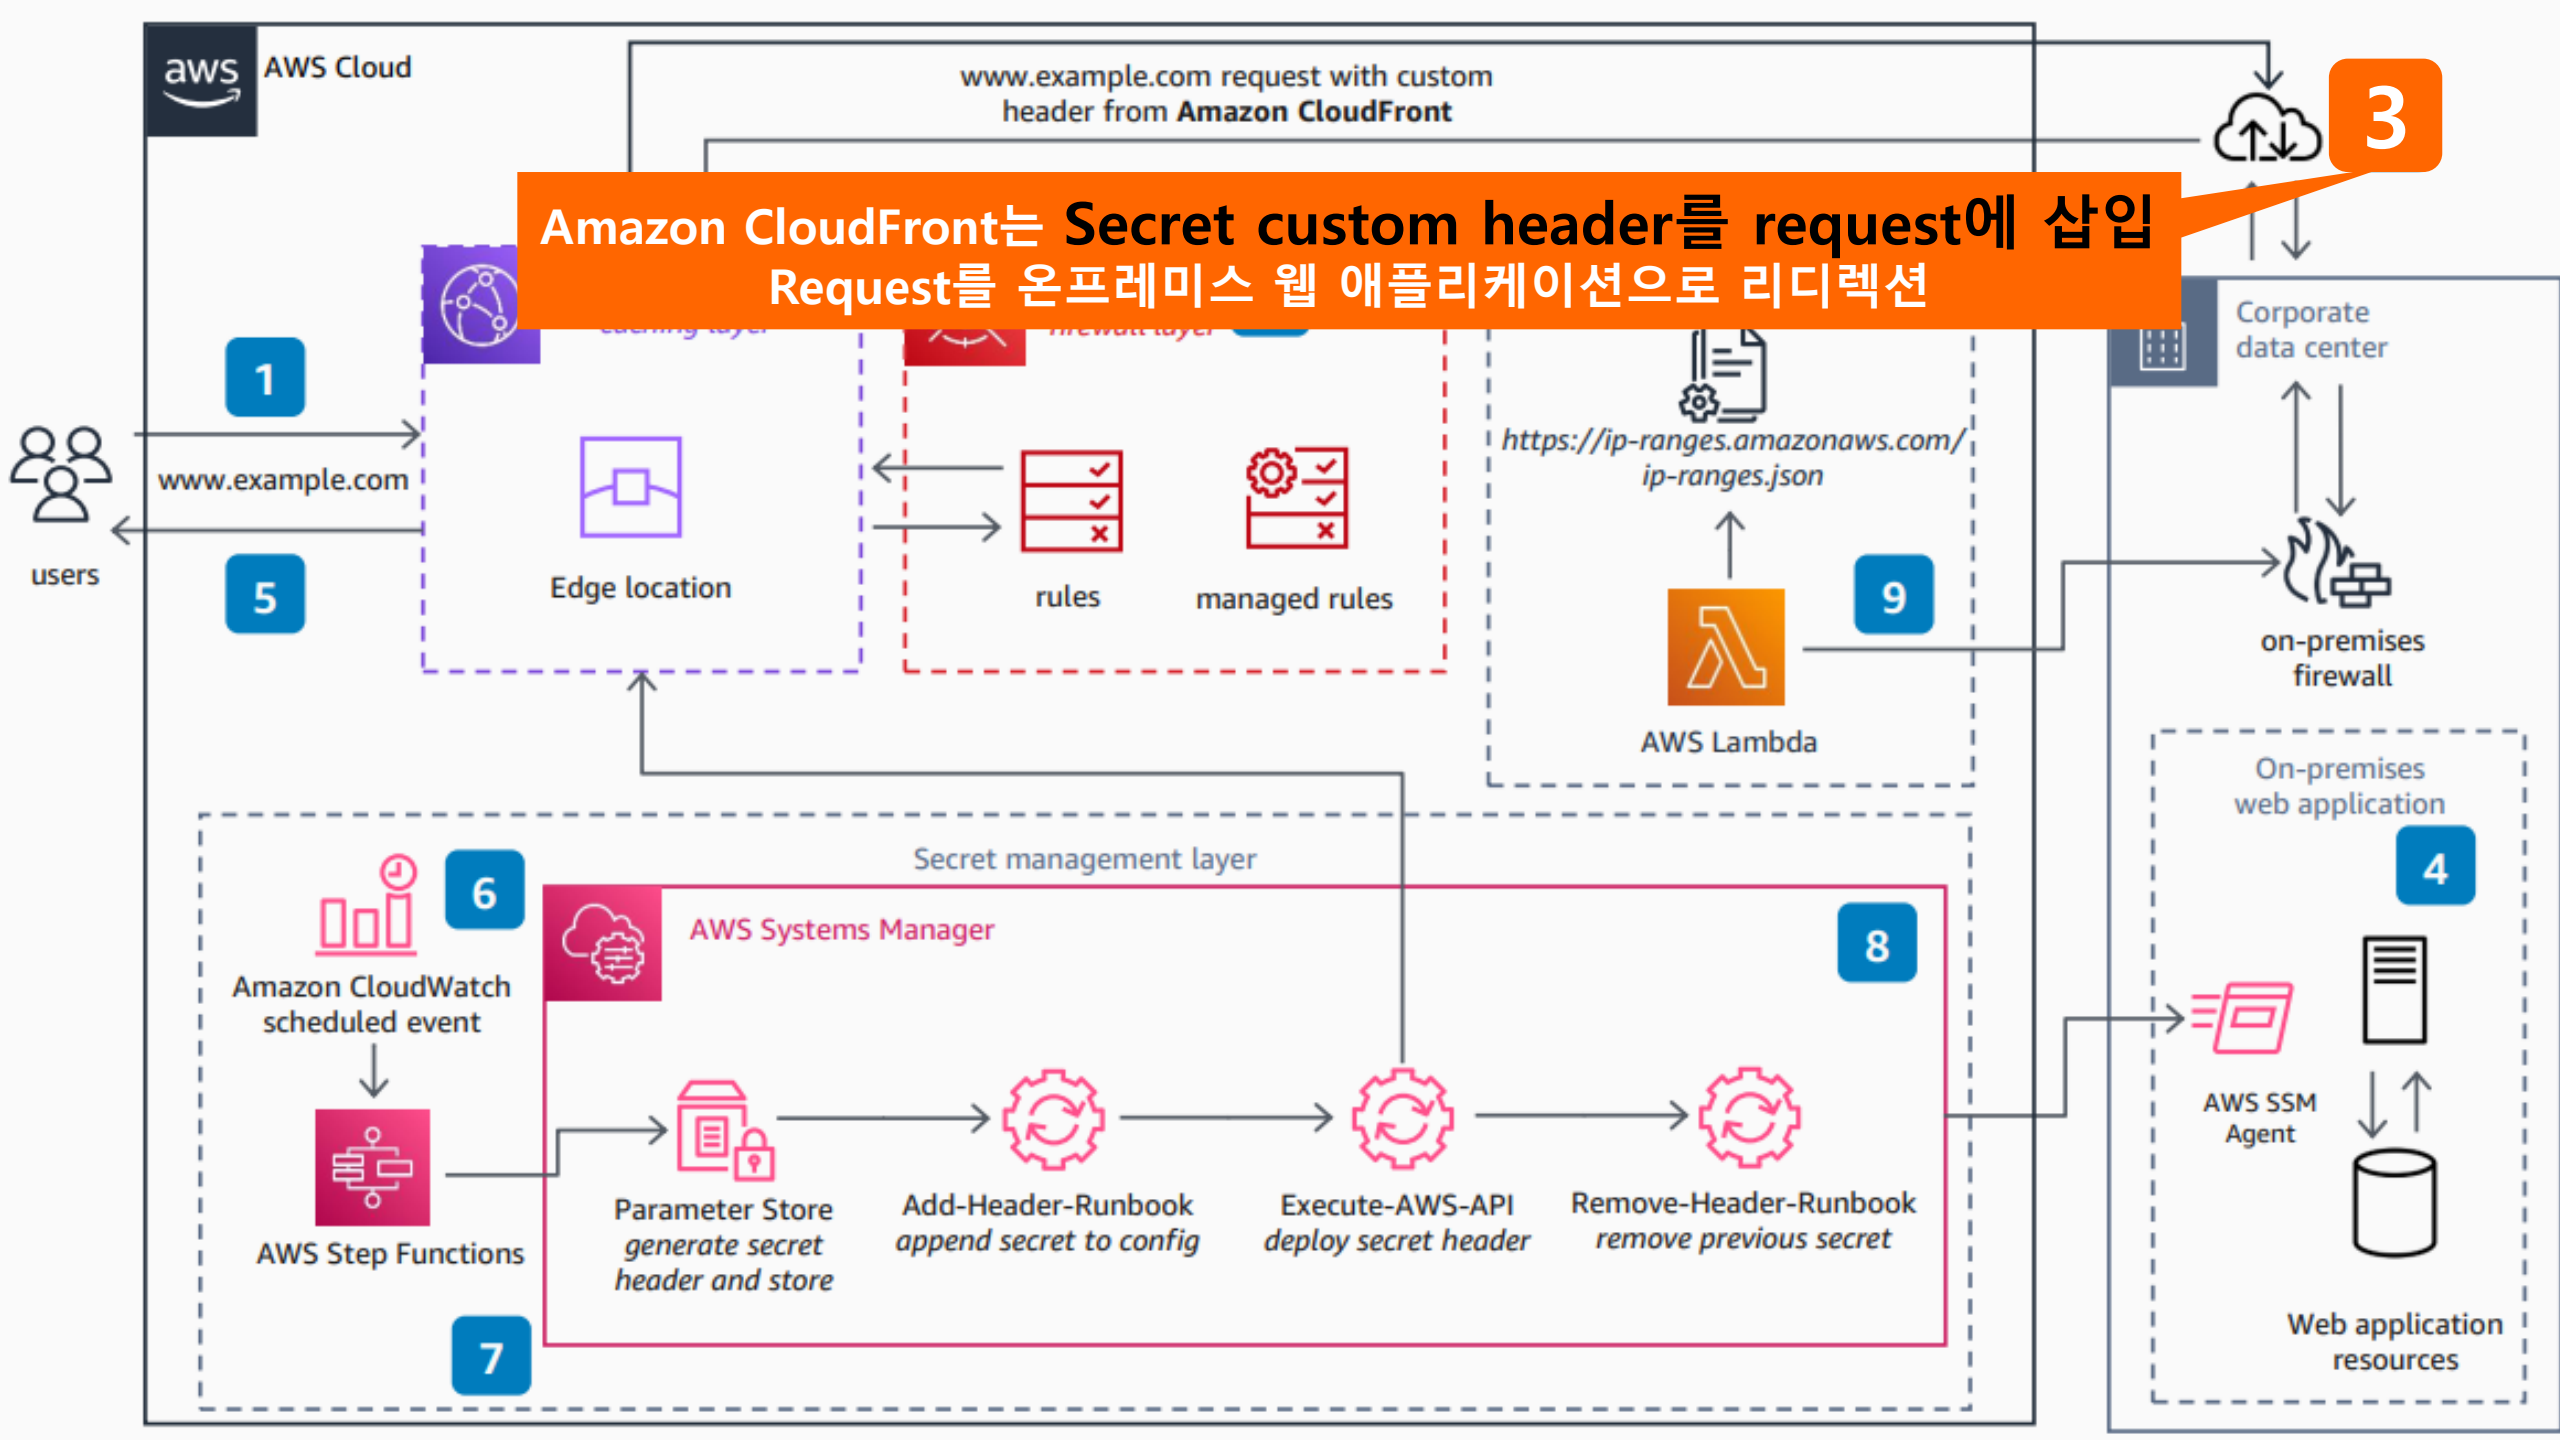 aws
AWS Cloud
www.example.com request with custom
header from Amazon CloudFront
3
Amazon CloudFront는 Secret custom header를 request에 삽입
Request를 온프레미스 웹 애플리케이션으로 리디렉션
caching layer
firewall layer
Corporate
data center
1
www.example.com
users
5
Edge location
rules
managed rules
https://ip-ranges.amazonaws.com/
ip-ranges.json
9
AWS Lambda
on-premises
firewall
On-premises
web application
4
AWS SSM
Agent
Web application
resources
Secret management layer
6
Amazon CloudWatch
scheduled event
AWS Step Functions
7
AWS Systems Manager
8
Parameter Store
generate secret
header and store
Add-Header-Runbook
append secret to config
Execute-AWS-API
deploy secret header
Remove-Header-Runbook
remove previous secret